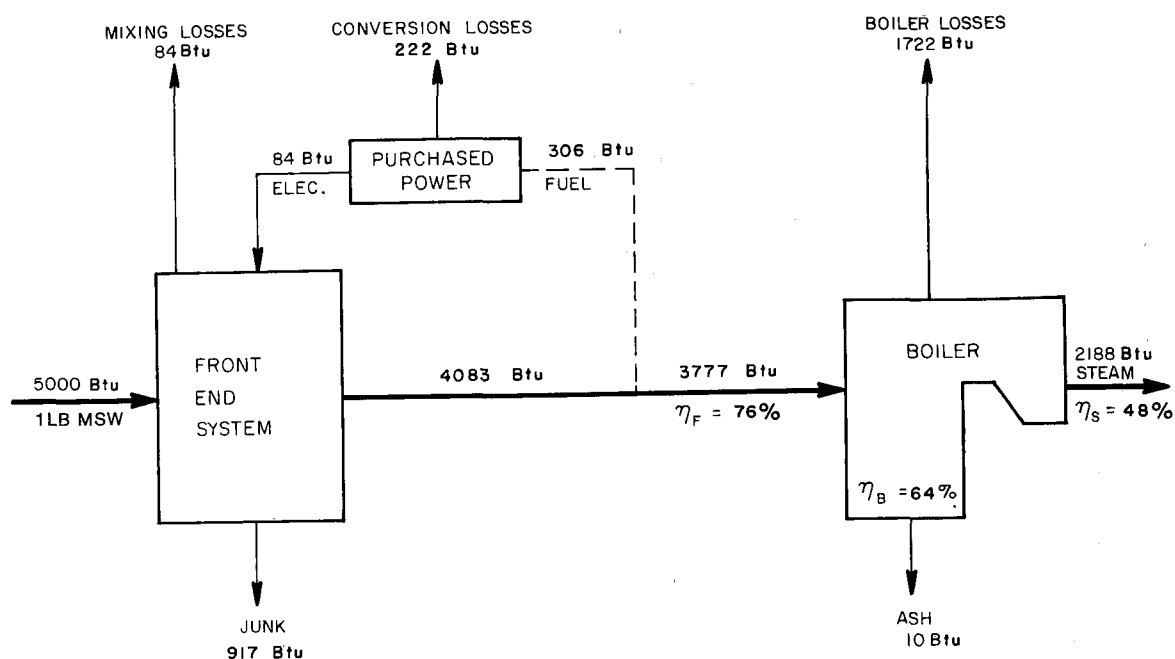 MIXING LOSSES
84 Btu
CONVERSION LOSSES
222 Btu
BOILER LOSSES
1722 Btu
84 Btu
ELEC.
PURCHASED
POWER
306 Btu
FUEL
5000 Btu
1LB MSW
FRONT
END
SYSTEM
4083 Btu
3777 Btu
ηF = 76%
BOILER
ηB = 64%
2188 Btu
STEAM
ηS = 48%
JUNK
917 Btu
ASH
10 Btu